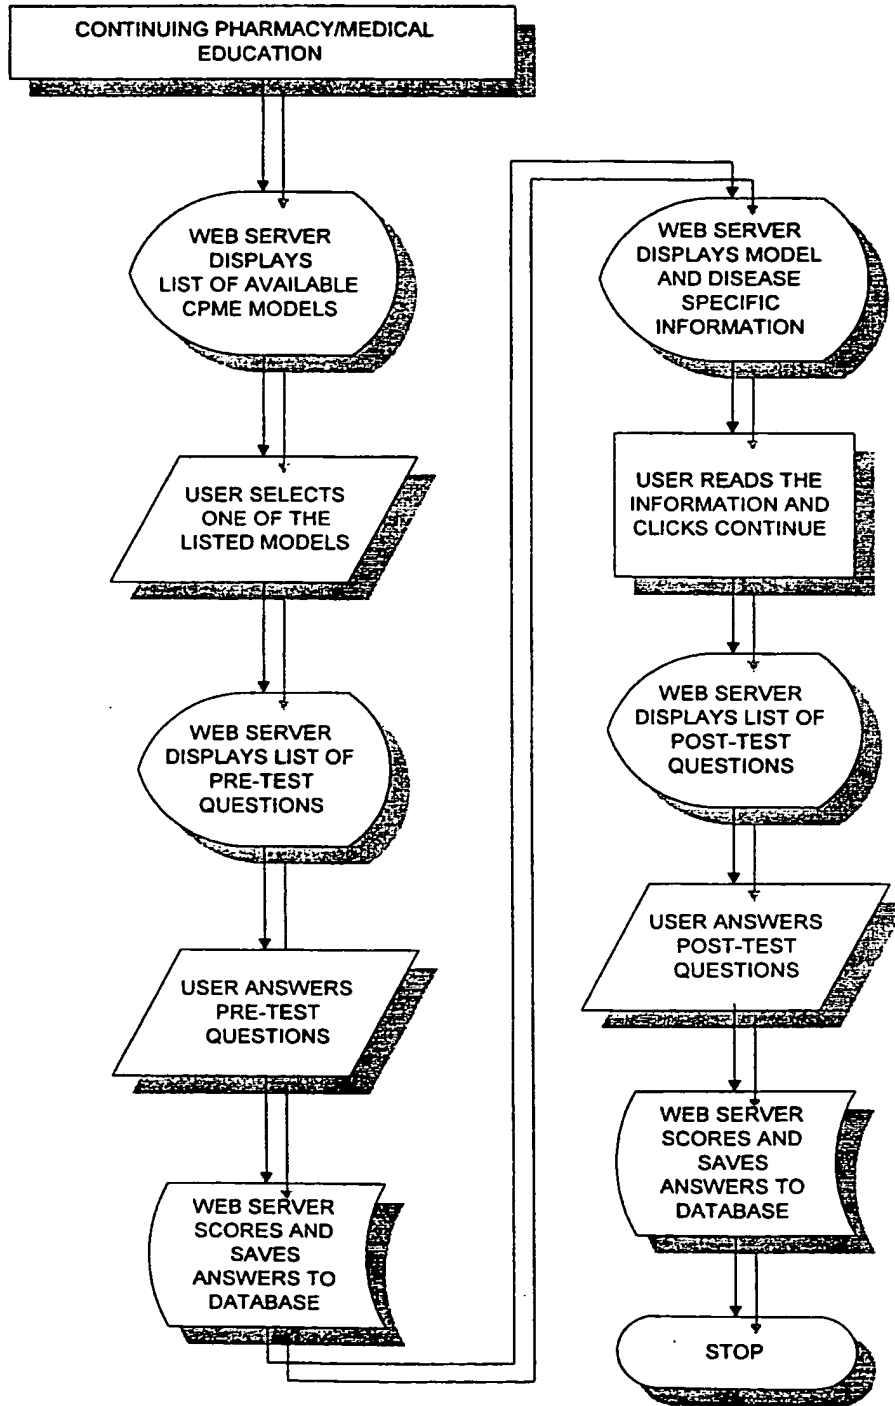 CONTINUING PHARMACY/MEDICAL
EDUCATION
WEB SERVER
DISPLAYS
LIST OF AVAILABLE
CPME MODELS
USER SELECTS
ONE OF THE
LISTED MODELS
WEB SERVER
DISPLAYS LIST OF
PRE-TEST
QUESTIONS
USER ANSWERS
PRE-TEST
QUESTIONS
WEB SERVER
SCORES AND
SAVES
ANSWERS TO
DATABASE
WEB SERVER
DISPLAYS MODEL
AND DISEASE
SPECIFIC
INFORMATION
USER READS THE
INFORMATION AND
CLICKS CONTINUE
WEB SERVER
DISPLAYS LIST OF
POST-TEST
QUESTIONS
USER ANSWERS
POST-TEST
QUESTIONS
WEB SERVER
SCORES AND
SAVES
ANSWERS TO
DATABASE
STOP